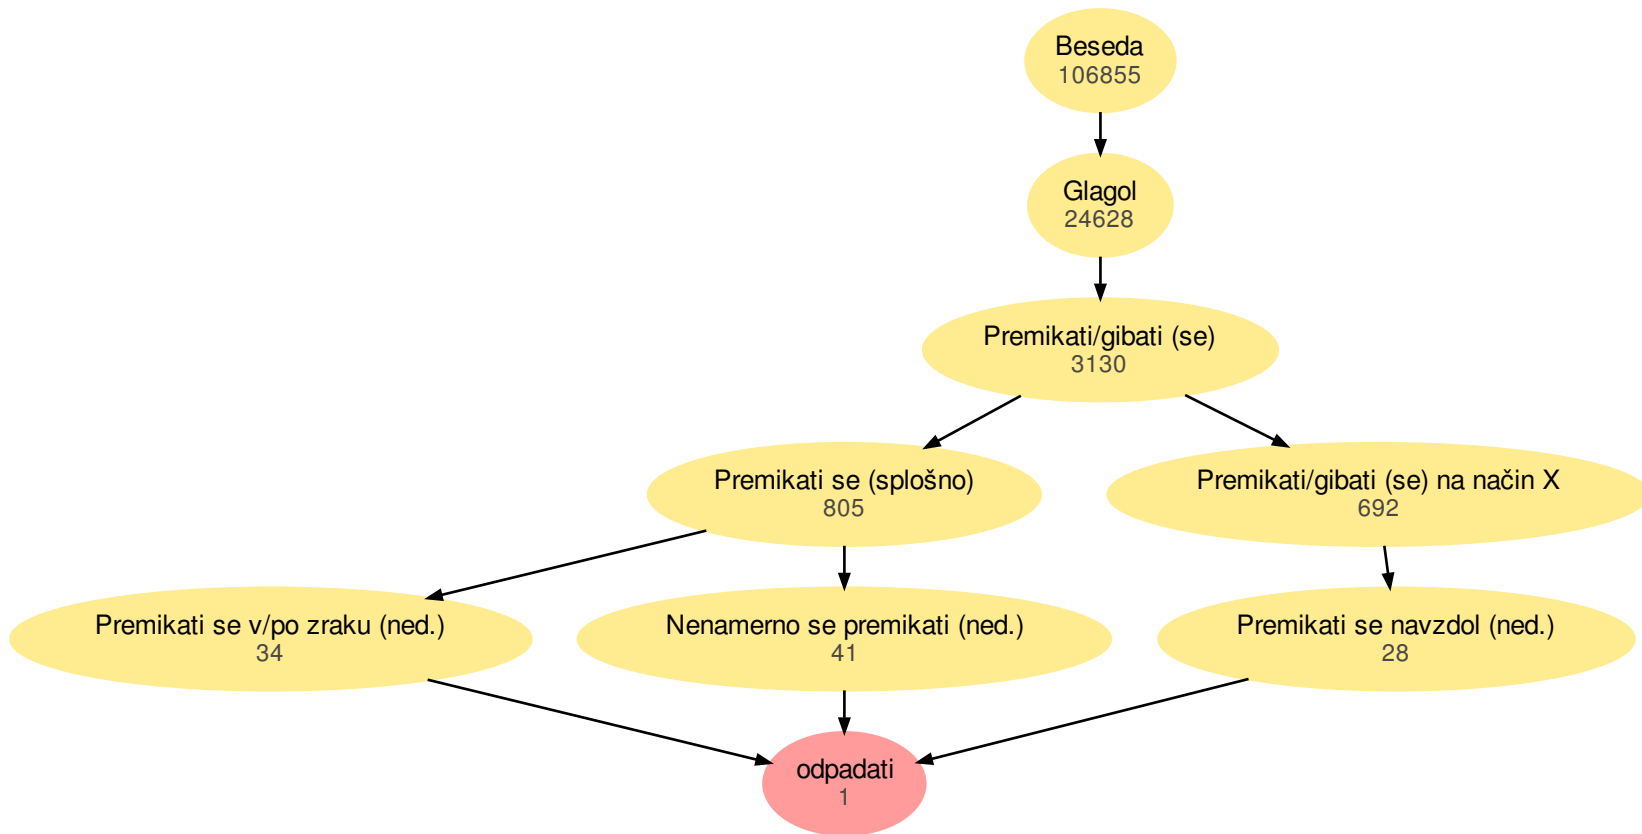 Beseda
106855
Glagol
24628
Premikati/gibati (se)
3130
Premikati se (splošno)
805
Premikati/gibati (se) na način X
692
Premikati se v/po zraku (ned.)
34
Nenamerno se premikati (ned.)
41
Premikati se navzdol (ned.)
28
odpadati
1